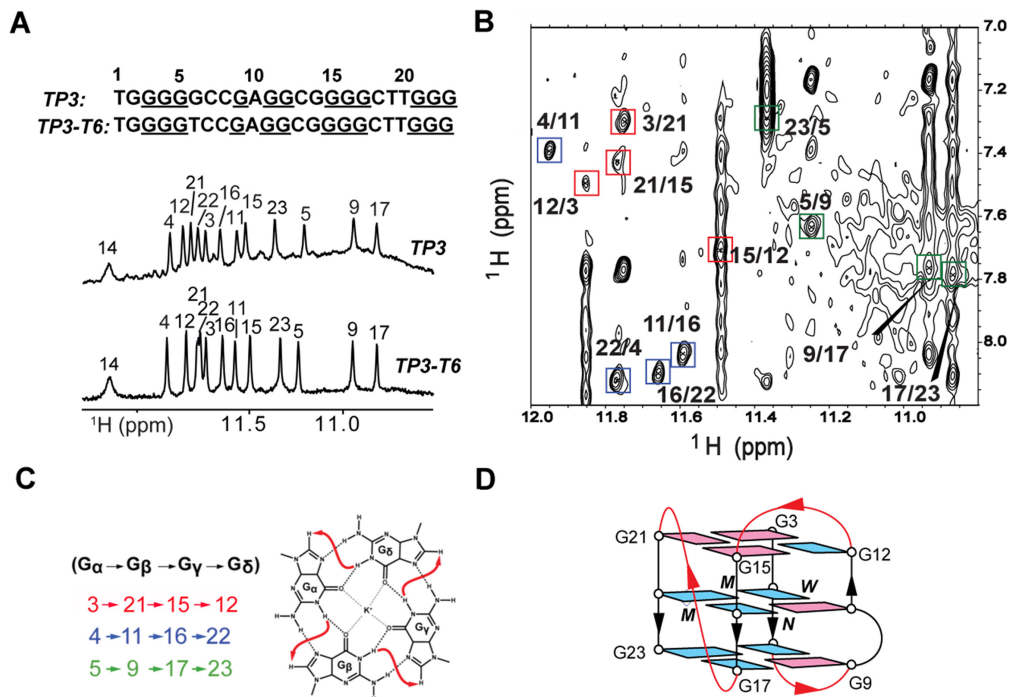 A
1 5 10 15 20
TP3: TGGGGGCCGAGGCGGGGCTTGGG
TP3-T6: TGGGGTCCGAGGCGGGGCTTGGG
14 4 12 21/22 3 16 11 15 23 5 9 17
TP3
14 4 12 21/22 3 16 11 15 23 5 9 17
TP3-T6
¹H (ppm) 11.5 11.0
B
7.0
7.2
4/11 3/21 23/5
7.4
21/15
12/3
5/9
7.6
15/12
7.8
11/16
9/17
8.0
22/4
16/22 17/23
¹H (ppm)
12.0 11.8 11.6 11.4 11.2 11.0
¹H (ppm)
C
(Gα→Gβ→Gγ→Gδ)
3→21→15→12
4→11→16→22
5→9→17→23
Gδ
Gα
K⁺
Gγ
Gβ
D
G21 G3
G15 G12
M W
M N
G23
G17 G9